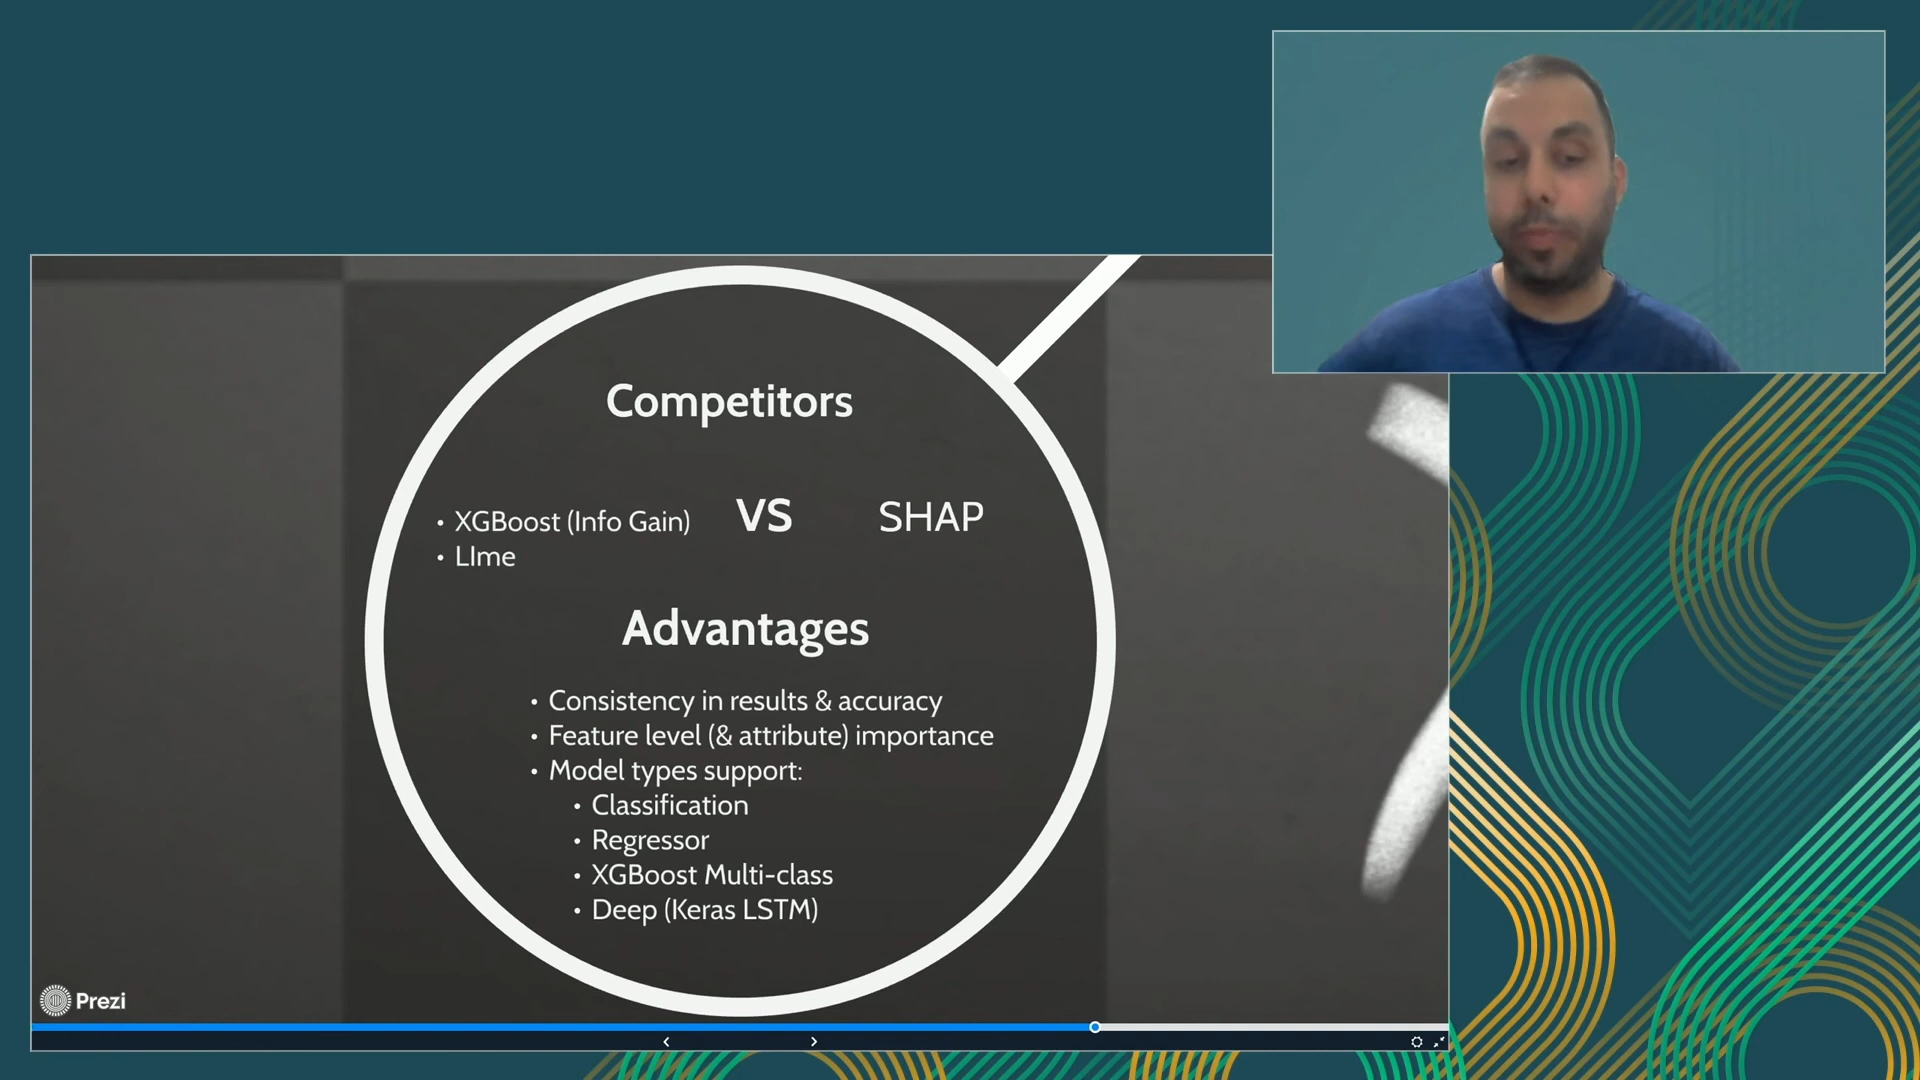 Competitors
• XGBoost (Info Gain)
VS
SHAP
• LIme
Advantages
• Consistency in results & accuracy
• Feature level (& attribute) importance
• Model types support:
• Classification
• Regressor
• XGBoost Multi-class
• Deep (Keras LSTM)
Prezi